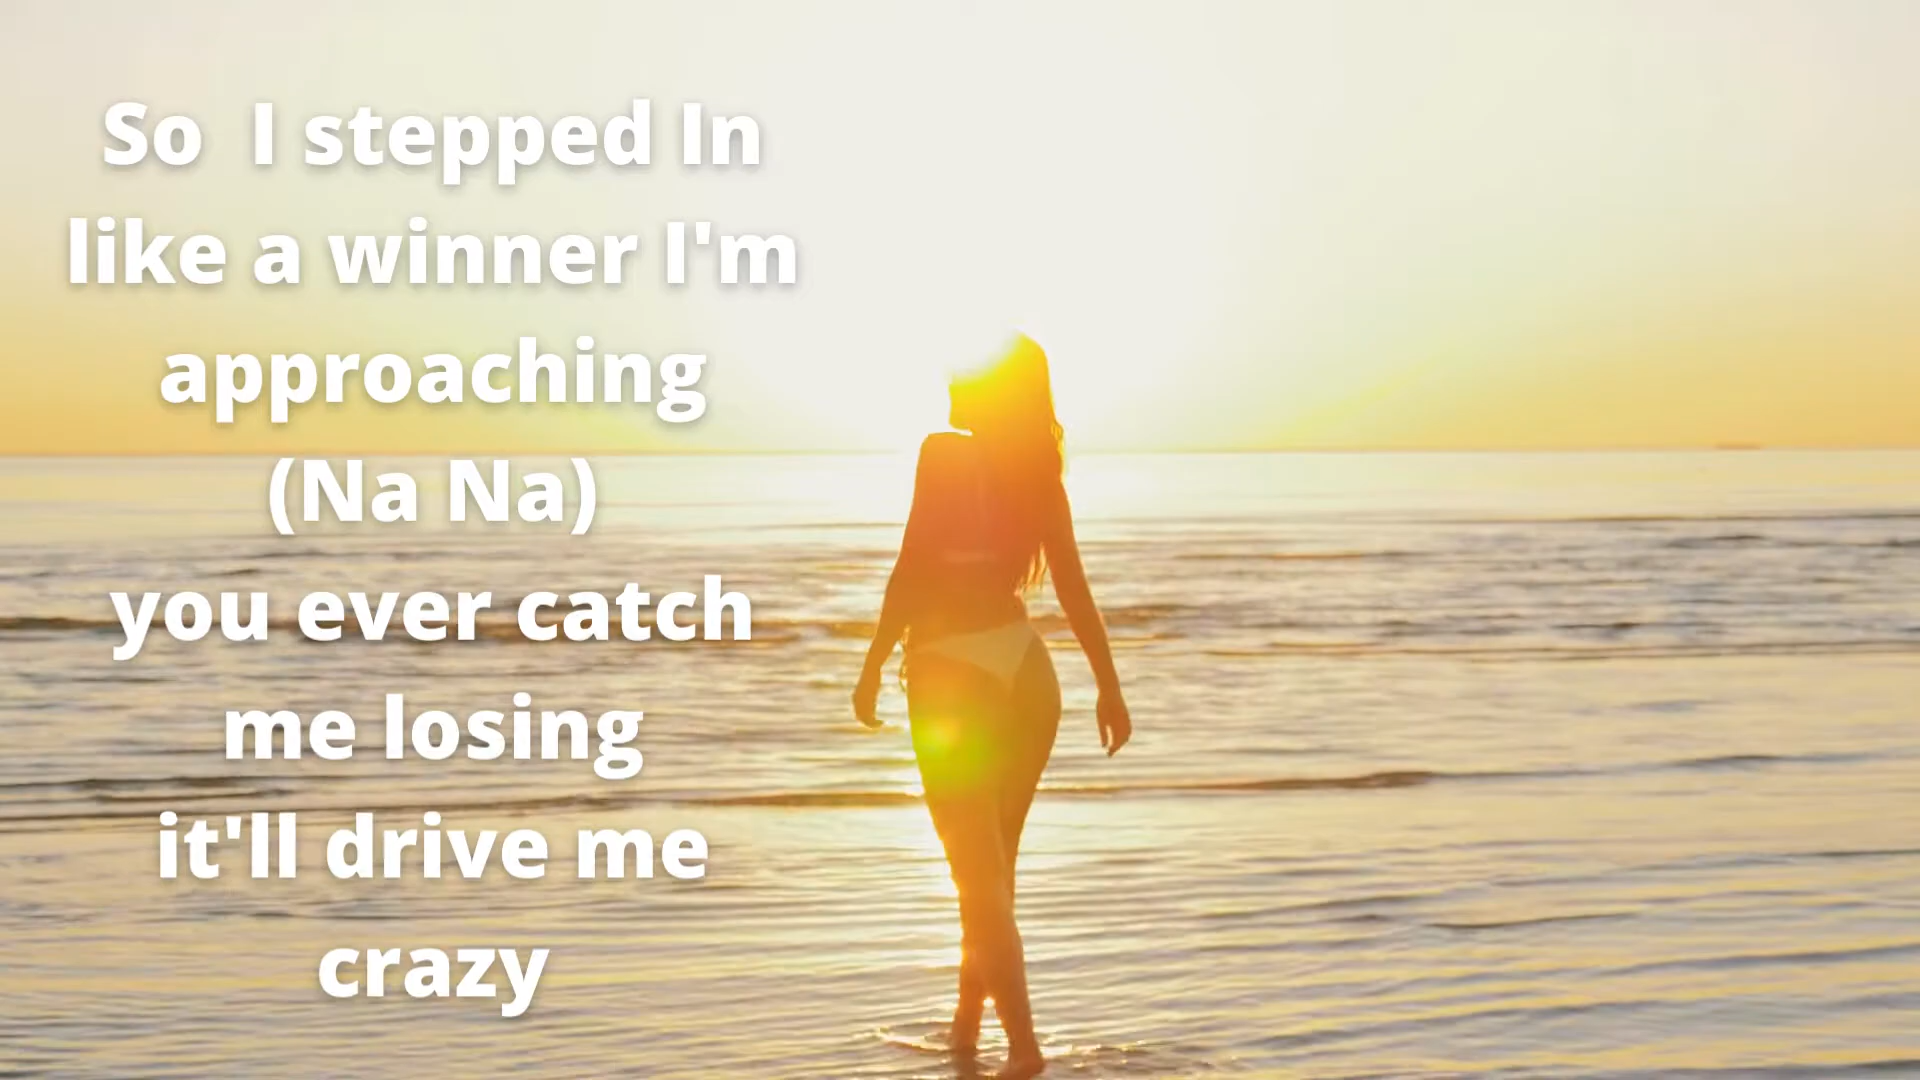 So  I stepped In
like a winner I'm
approaching
(Na Na)
you ever catch
me losing
it'll drive me
crazy